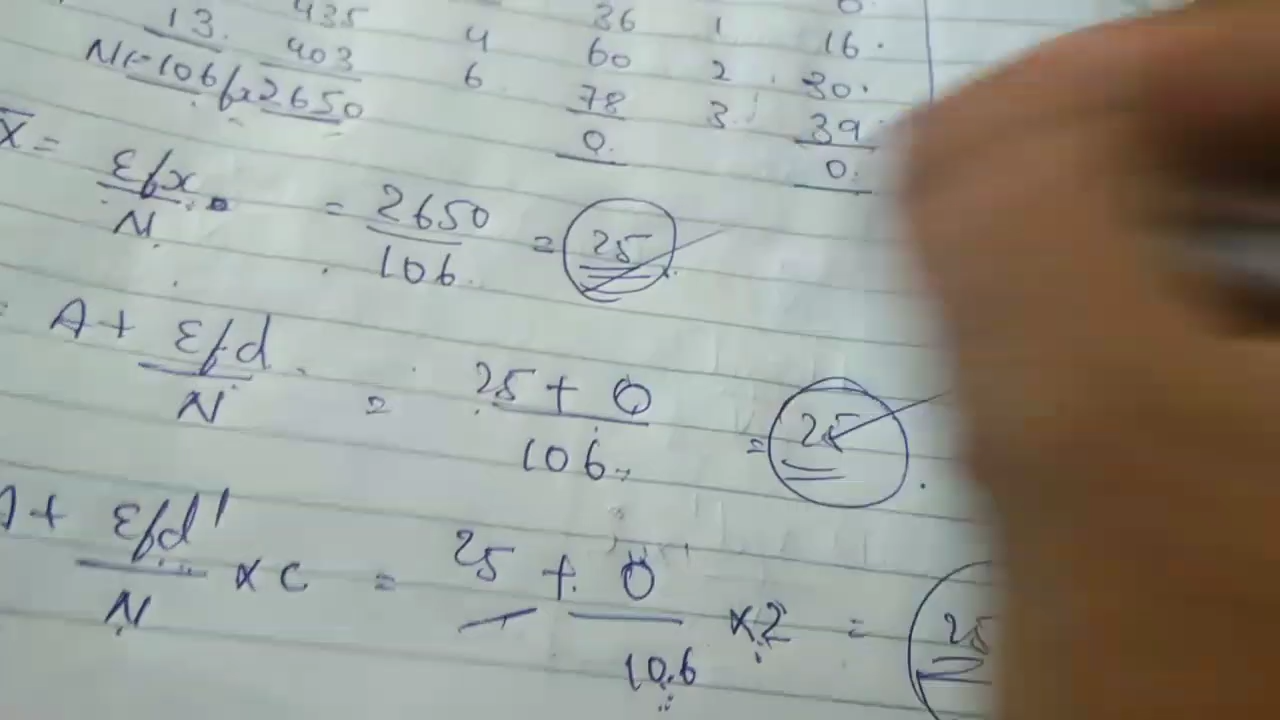 435 36 1 0.
13. 403 4 60 2 16.
N=106 fx=2650 6 78 3 30.
0. 39
0.
X̅ = Σfx / N = 2650 / 106. = 25
A + Σfd / N = 25 + 0 / 106. = 25.
A + Σfd' / N × C = 25 + 0 / 106 × 2 = 25